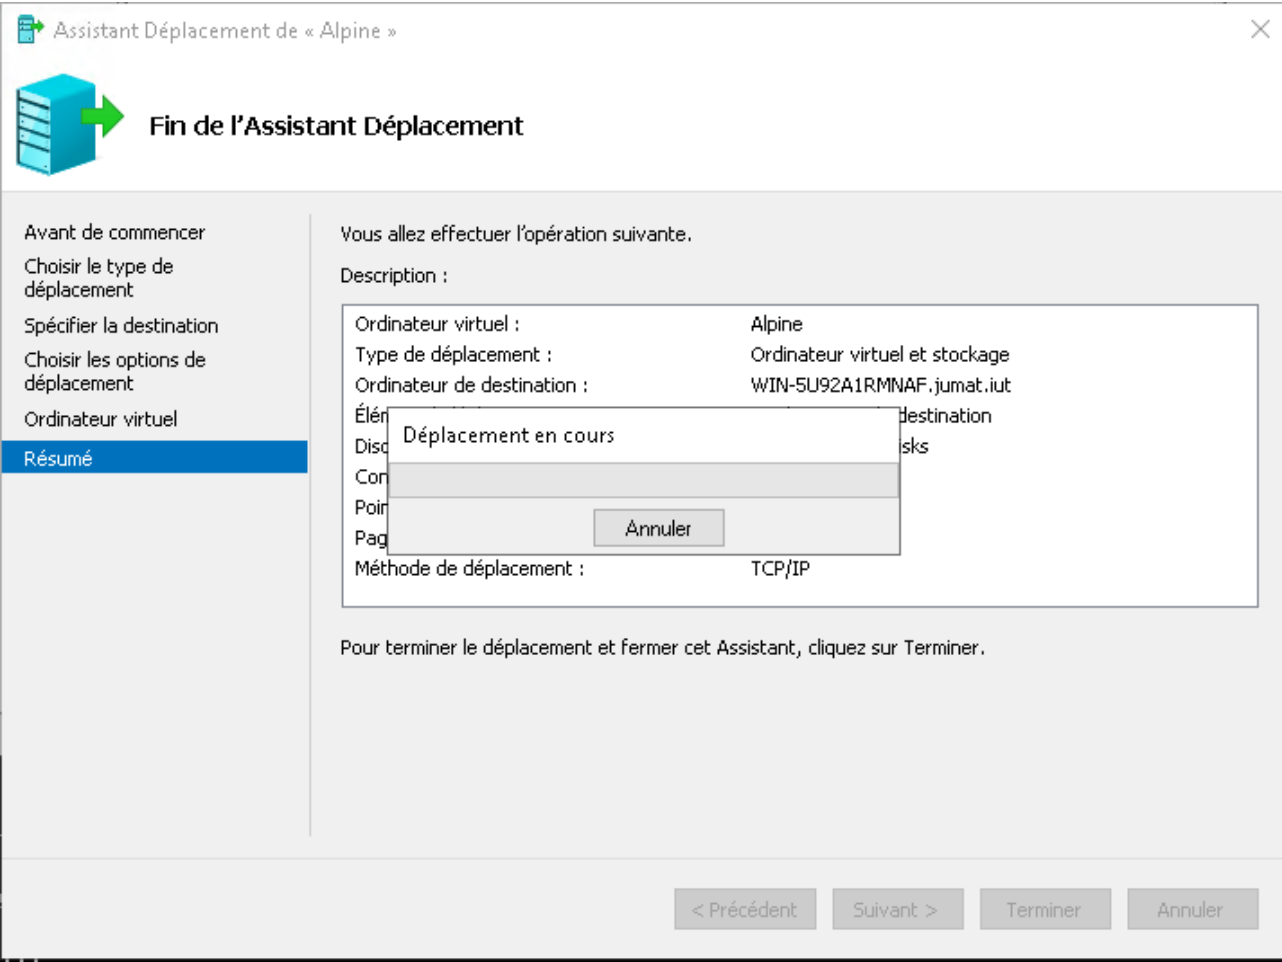 Assistant Déplacement de « Alpine »
Fin de l'Assistant Déplacement
Avant de commencer
Choisir le type de
déplacement
Spécifier la destination
Choisir les options de
déplacement
Ordinateur virtuel
Résumé
Vous allez effectuer l'opération suivante.
Description :
Ordinateur virtuel : Alpine
Type de déplacement : Ordinateur virtuel et stockage
Ordinateur de destination : WIN-5U92A1RMNAF.jumat.iut
destination
Déplacement en cours
Annuler
Méthode de déplacement : TCP/IP
Pour terminer le déplacement et fermer cet Assistant, cliquez sur Terminer.
< Précédent
Suivant >
Terminer
Annuler